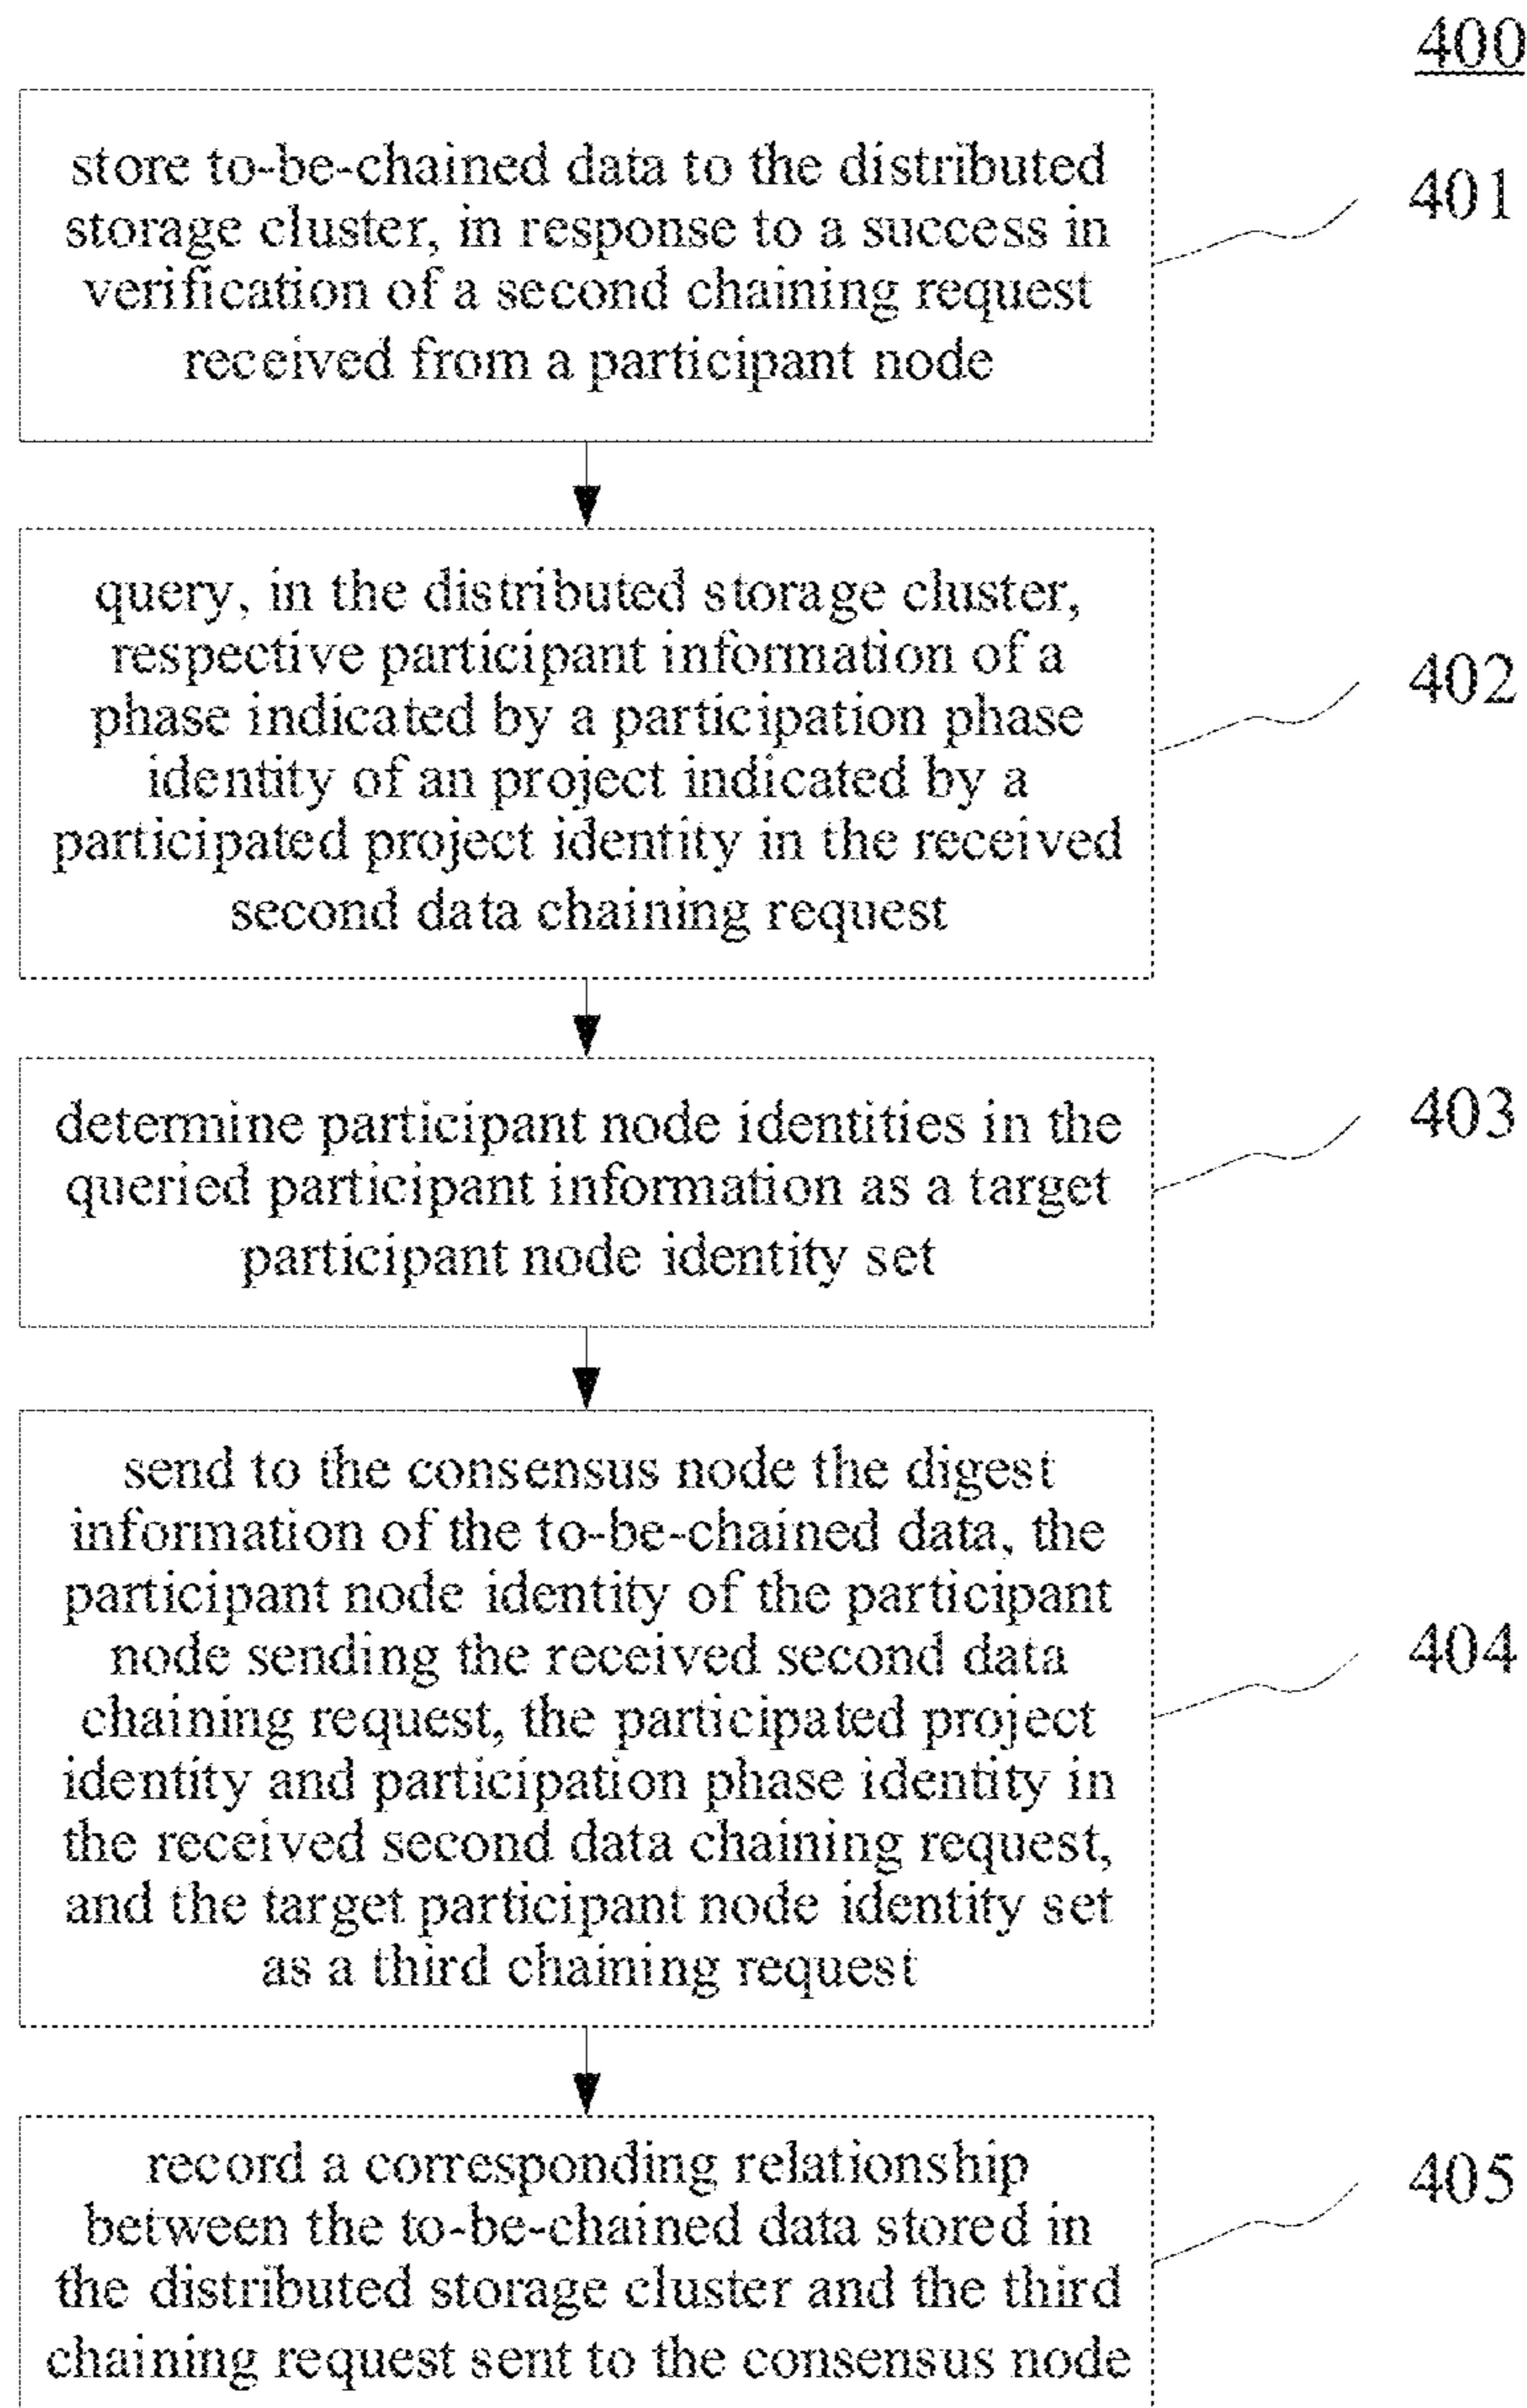 400
store to-be-chained data to the distributed
storage cluster, in response to a success in
verification of a second chaining request
received from a participant node
401
query, in the distributed storage cluster,
respective participant information of a
phase indicated by a participation phase
identity of an project indicated by a
participated project identity in the received
second data chaining request
402
determine participant node identities in the
queried participant information as a target
participant node identity set
403
send to the consensus node the digest
information of the to-be-chained data, the
participant node identity of the participant
node sending the received second data
chaining request, the participated project
identity and participation phase identity in
the received second data chaining request,
and the target participant node identity set
as a third chaining request
404
record a corresponding relationship
between the to-be-chained data stored in
the distributed storage cluster and the third
chaining request sent to the consensus node
405